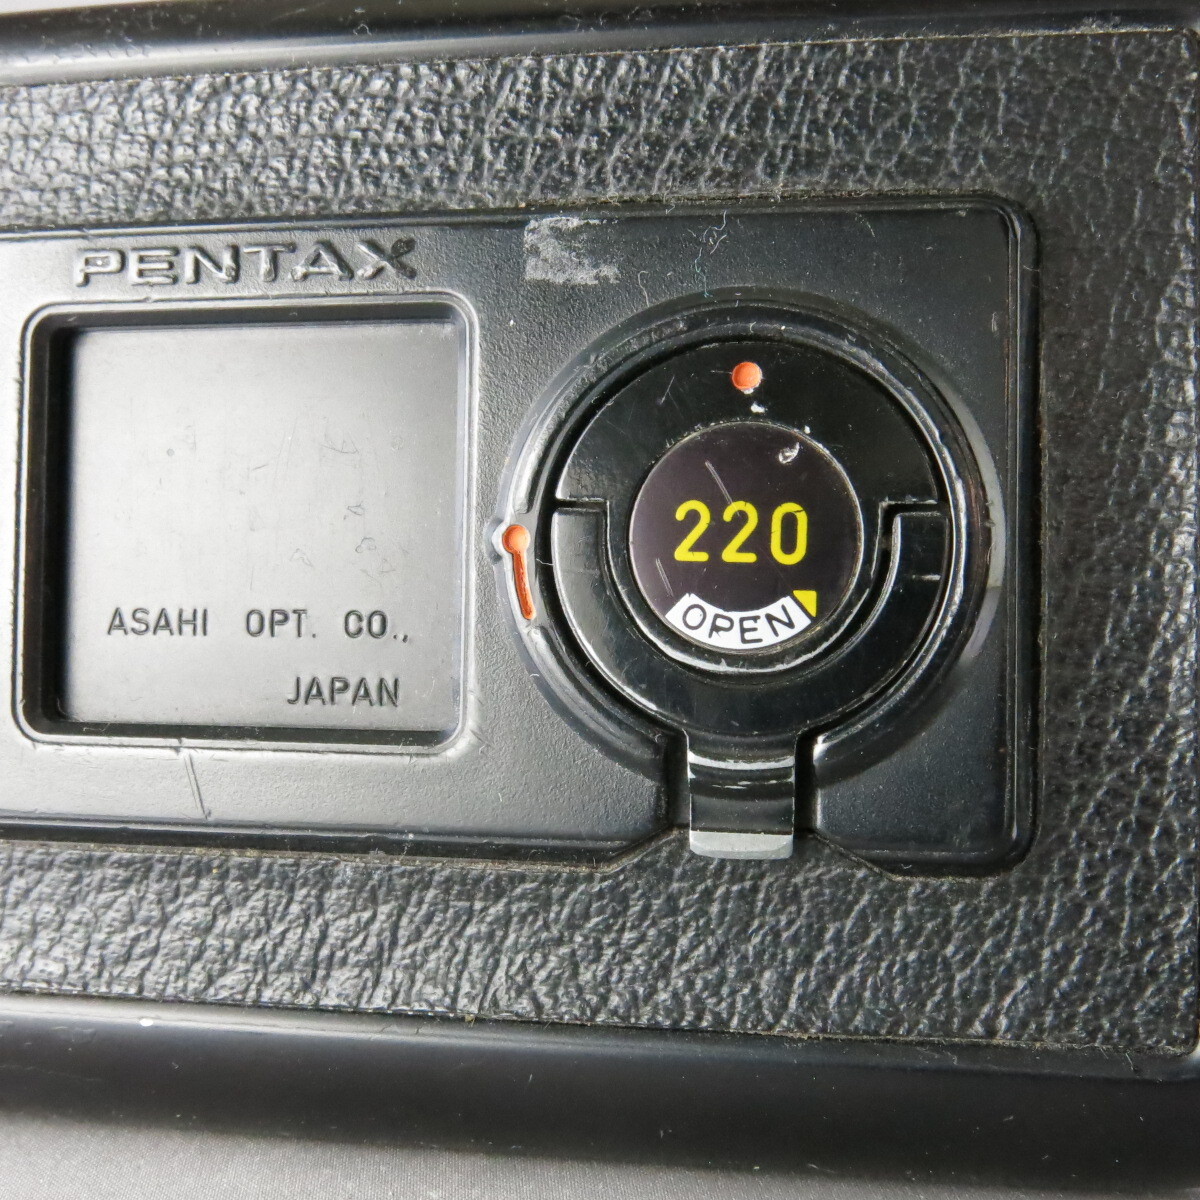 PENTAX
ASAHI OPT. CO.,
JAPAN
220
OPEN